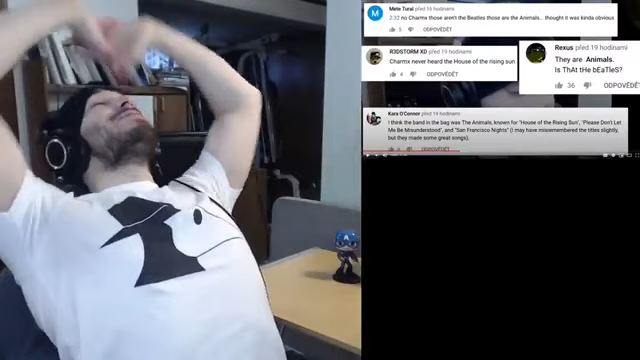 Mete Tural před 16 hodinami
2:32 no Charmx those aren't the Beatles those are the Animals... thought it was kinda obvious
5 ODPOVĚDĚT
R3DSTORM XD před 19 hodinami
Charmx never heard the House of the rising sun
4 ODPOVĚDĚT
Rexus před 19 hodinami
They are Animals.
Is ThAt tHe bEaTleS?
36 ODPOVĚDĚT
Kara O'Connor před 19 hodinami
I think the band in the bag was The Animals, known for "House of the Rising Sun", "Please Don't Let
Me Be Misunderstood", and "San Francisco Nights" (I may have misremembered the titles slightly,
but they made some great songs).
ODPOVĚDĚT